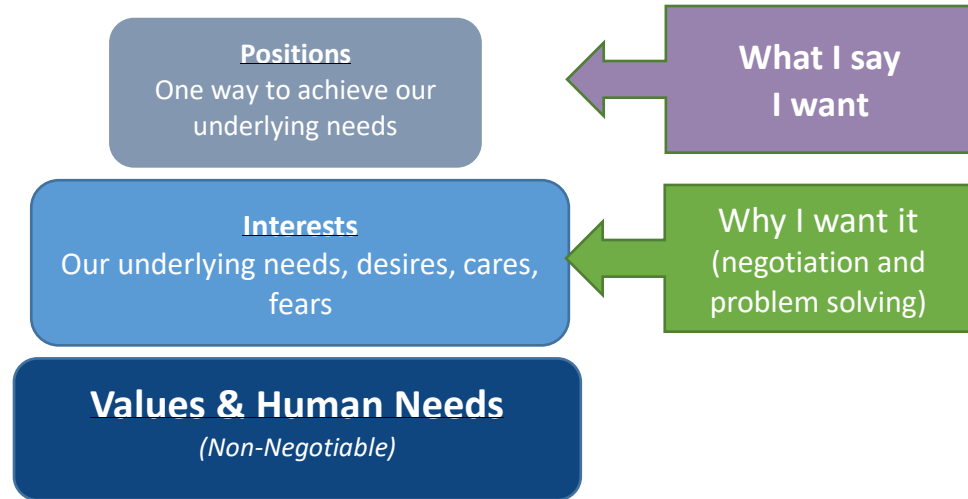 Positions
One way to achieve our
underlying needs
What I say
I want
Interests
Our underlying needs, desires, cares,
fears
Why I want it
(negotiation and
problem solving)
Values & Human Needs
(Non-Negotiable)